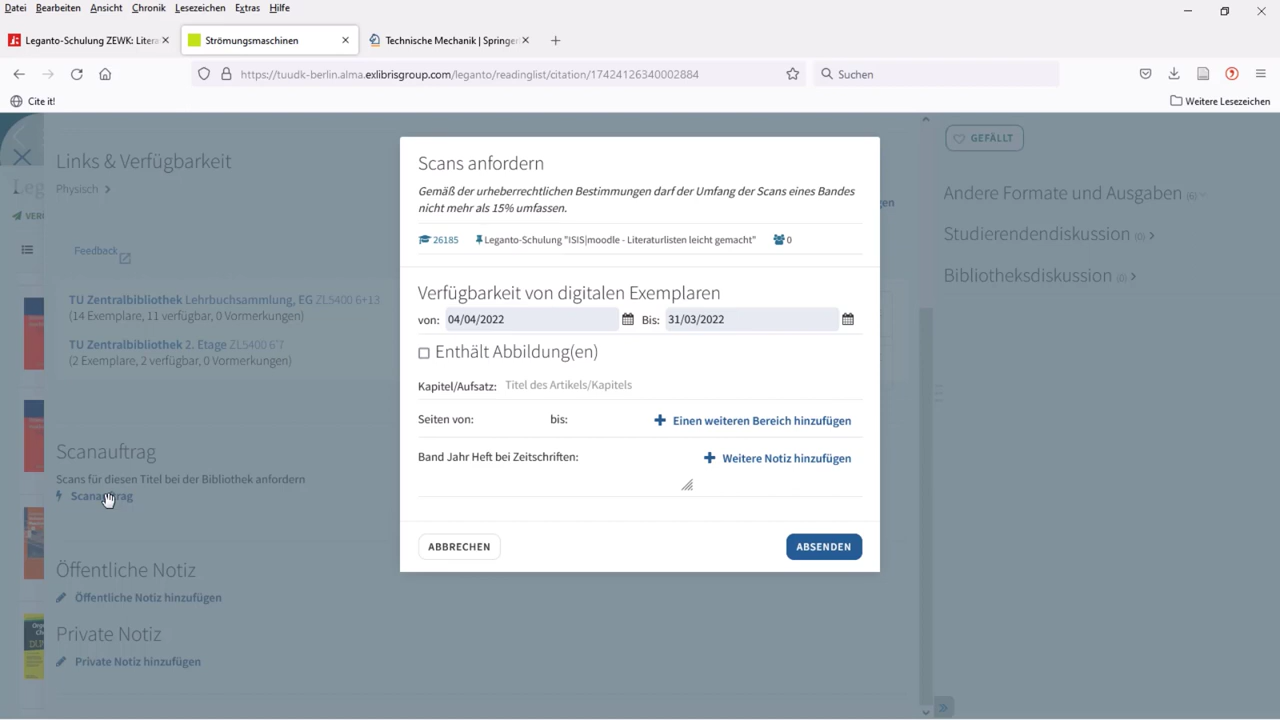 Datei Bearbeiten Ansicht Chronik Lesezeichen Extras Hilfe
Leganto-Schulung ZEWK: Litera
Strömungsmaschinen
Technische Mechanik | Springer
https://tuudk-berlin.alma.exlibrisgroup.com/leganto/readinglist/citation/17424126340002884
Suchen
Cite it!
Weitere Lesezeichen
Links & Verfügbarkeit
Physisch
Feedback
TU Zentralbibliothek Lehrbuchsammlung, EG ZL5400 6+13
(14 Exemplare, 11 verfügbar, 0 Vormerkungen)
TU Zentralbibliothek 2. Etage
(2 Exemplare, 2 verfügbar, 0 Vormerkungen)
Scanauftrag
Scans für diesen Titel bei der Bibliothek anfordern
Scanauftrag
Öffentliche Notiz
Öffentliche Notiz hinzufügen
Private Notiz
Private Notiz hinzufügen
Scans anfordern
Gemäß der urheberrechtlichen Bestimmungen darf der Umfang der Scans eines Bandes
nicht mehr als 15% umfassen.
26185 Leganto-Schulung "ISIS|moodle - Literaturlisten leicht gemacht" 0
Verfügbarkeit von digitalen Exemplaren
von: 04/04/2022 Bis: 31/03/2022
Enthält Abbildung(en)
Kapitel/Aufsatz: Titel des Artikels/Kapitels
Seiten von: bis: Einen weiteren Bereich hinzufügen
Band Jahr Heft bei Zeitschriften: Weitere Notiz hinzufügen
ABBRECHEN ABSENDEN
GEFÄLLT
Andere Formate und Ausgaben (6)
Studierendendiskussion (0)
Bibliotheksdiskussion (0)